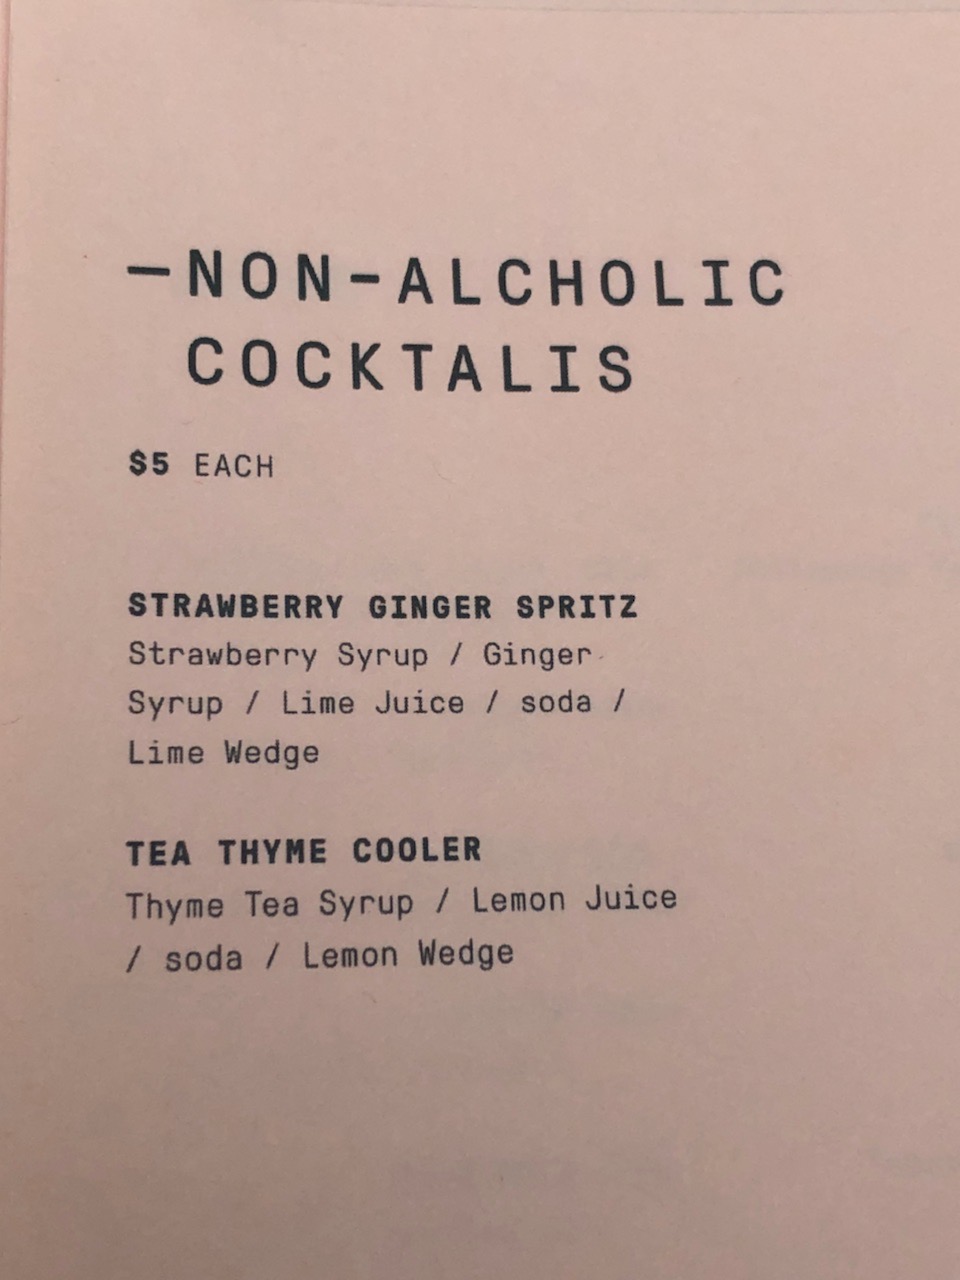 —NON-ALCHOLIC
COCKTALIS
$5 EACH
STRAWBERRY GINGER SPRITZ
Strawberry Syrup / Ginger
Syrup / Lime Juice / soda /
Lime Wedge
TEA THYME COOLER
Thyme Tea Syrup / Lemon Juice
/ soda / Lemon Wedge